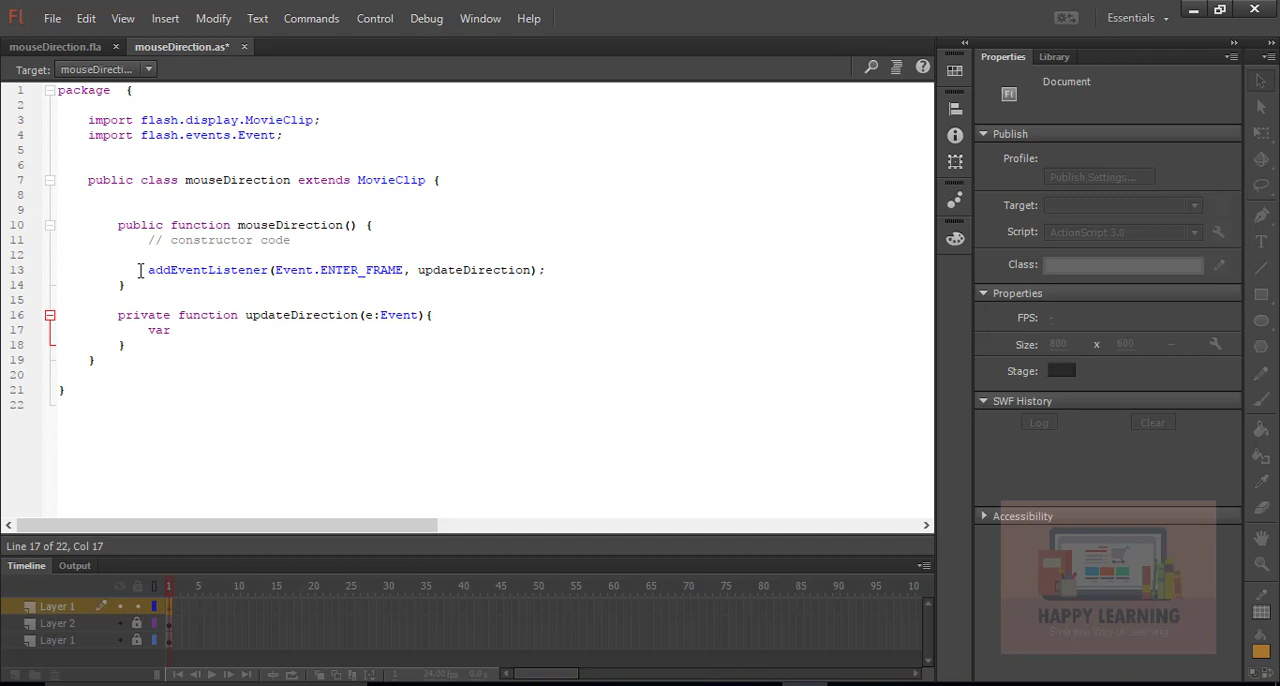 Fl File Edit View Insert Modify Text Commands Control Debug Window Help Essentials
mouseDirection.fla × mouseDirection.as* ×
Target: mouseDirecti...
Properties Library
1 package {
2
3 import flash.display.MovieClip;
4 import flash.events.Event;
5
6
7 public class mouseDirection extends MovieClip {
8
9
10 public function mouseDirection() {
11 // constructor code
12
13 addEventListener(Event.ENTER_FRAME, updateDirection);
14 }
15
16 private function updateDirection(e:Event){
17 var
18 }
19 }
20
21 }
22
Line 17 of 22, Col 17
Fl Document
Publish
Profile:
Publish Settings...
Target:
Script: ActionScript 3.0
Class:
Properties
FPS: -
Size: 800 x 600
Stage:
SWF History
Log Clear
Accessibility
HAPPY LEARNING
Timeline Output
1 5 10 15 20 25 30 35 40 45 50 55 60 65 70 75 80 85 90 95 10
Layer 1
Layer 2
Layer 1
1 24.00fps 0.0s